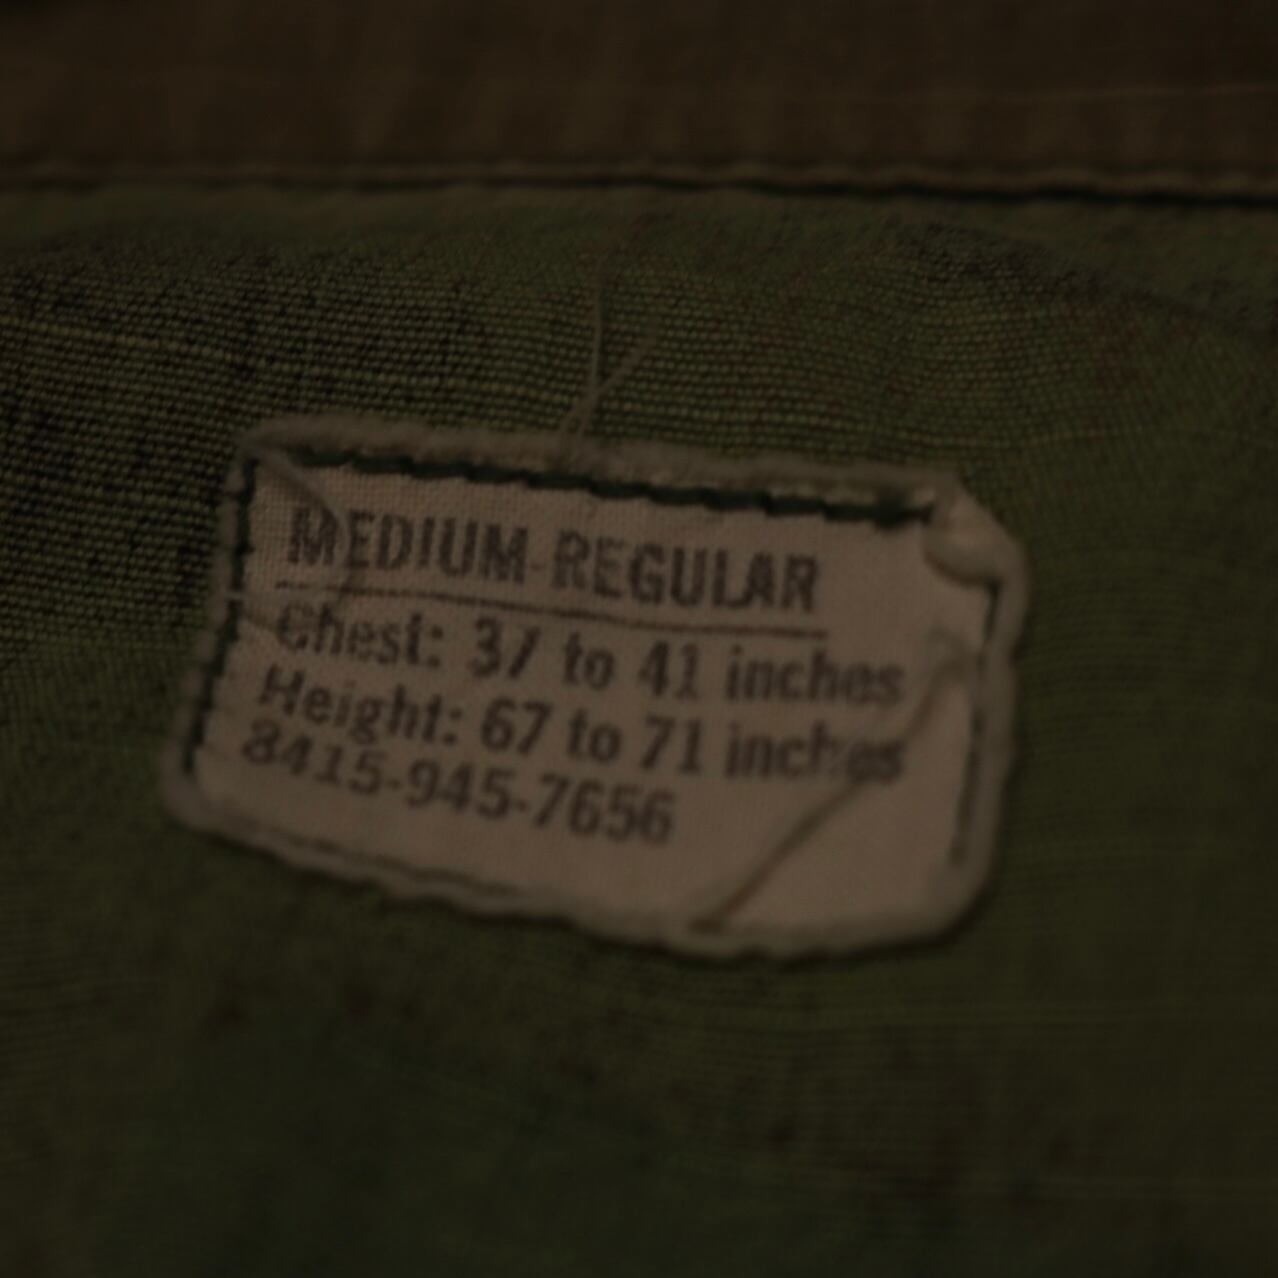 MEDIUM-REGULAR
Chest: 37 to 41 inches
Height: 67 to 71 inches
8415-945-7656